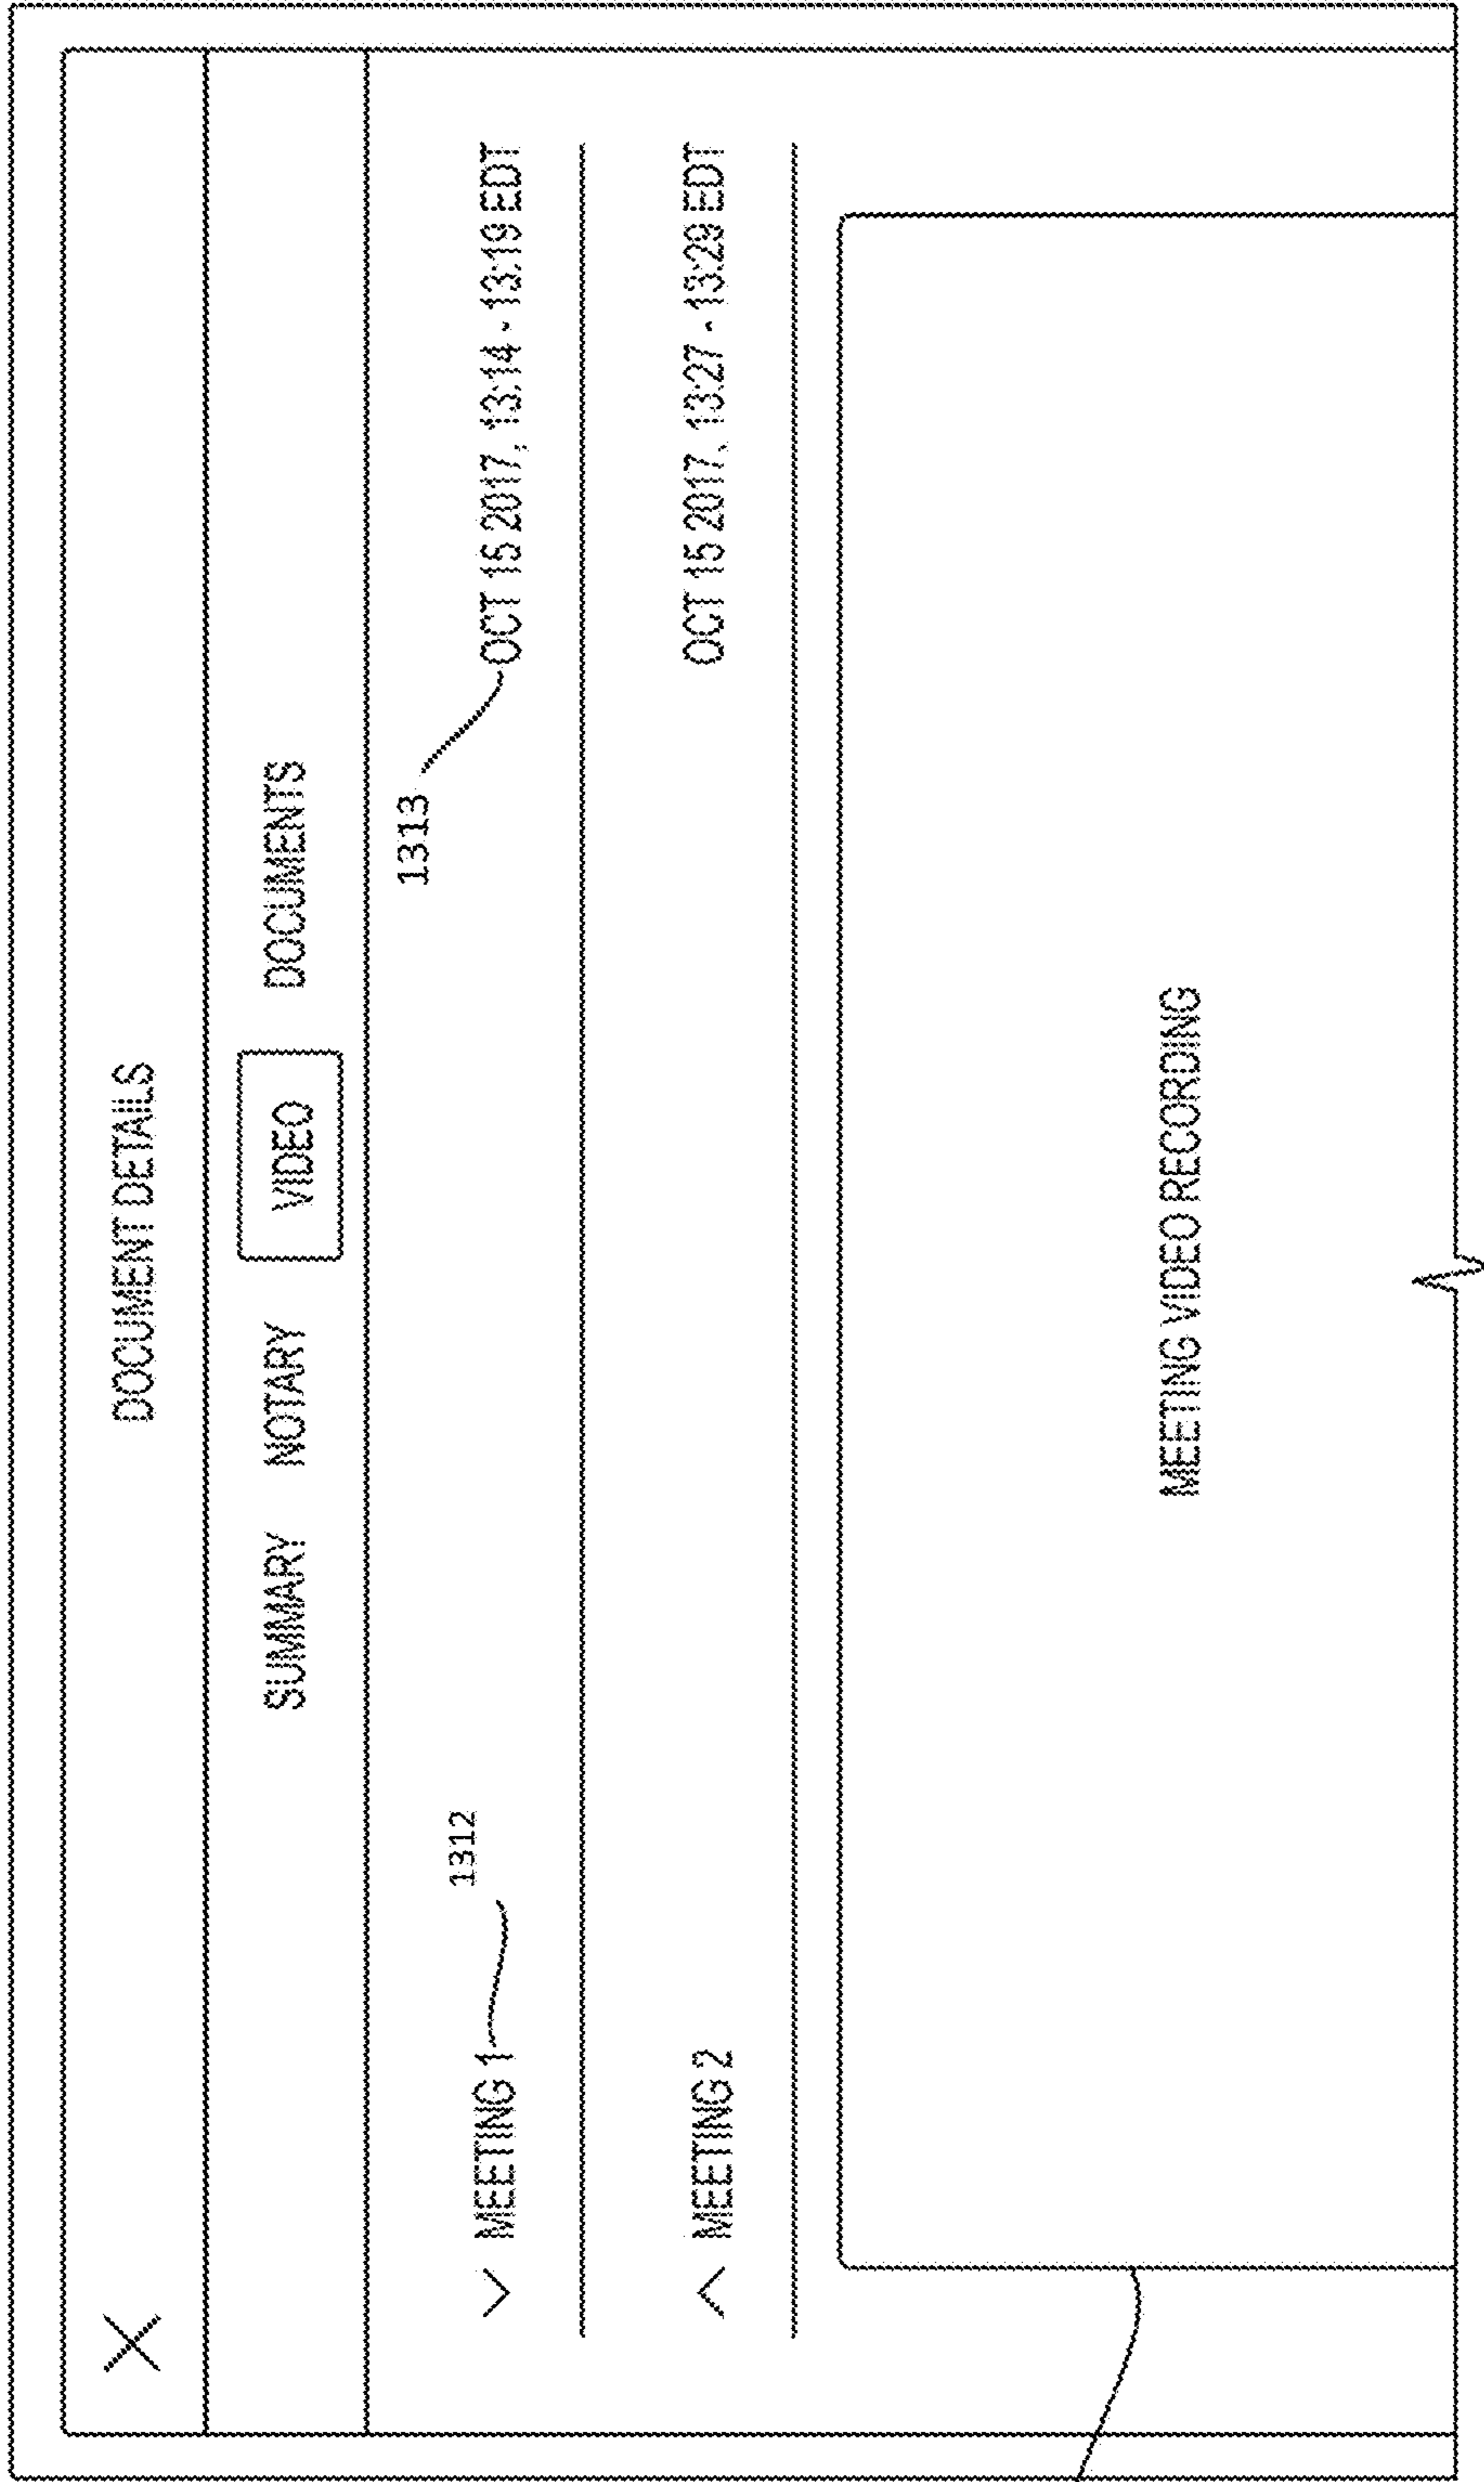 DOCUMENT DETAILS
SUMMARY NOTARY VIDEO DOCUMENTS
1313
1312
MEETING 1 OCT 15 2017, 13:14 - 13:19 EDT
MEETING 2 OCT 15 2017, 13:27 - 13:29 EDT
MEETING VIDEO RECORDING